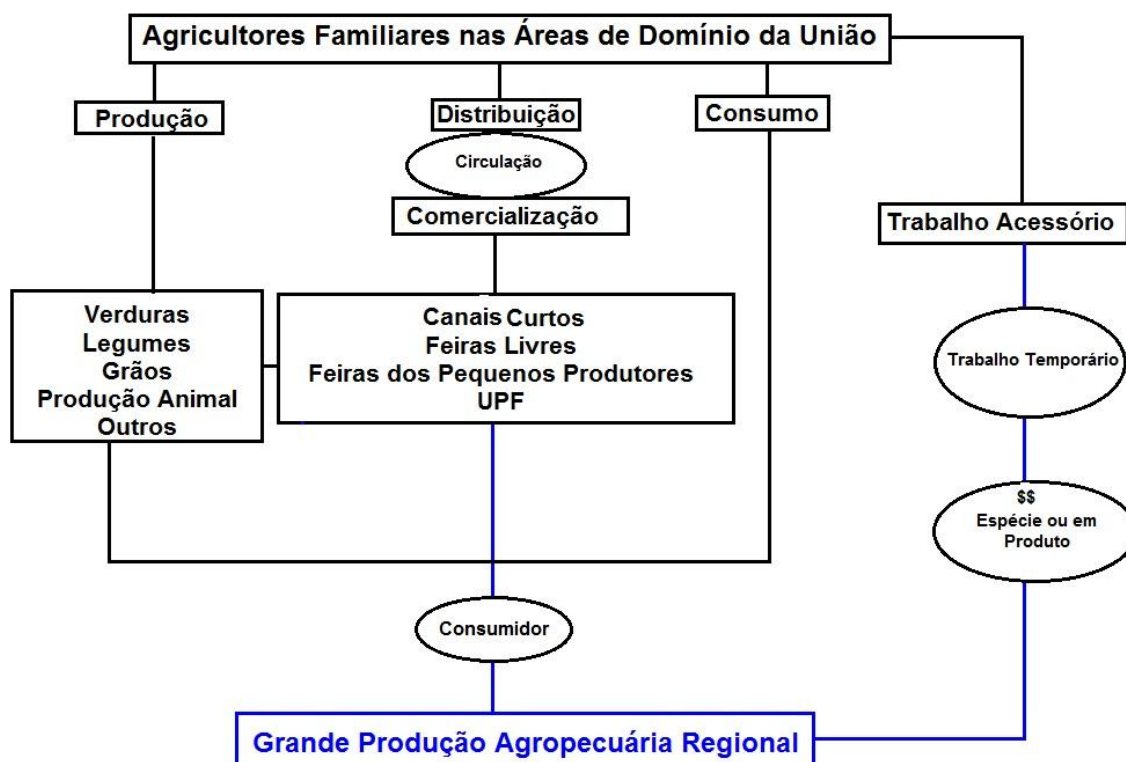 Agricultores Familiares nas Áreas de Domínio da União
Produção
Distribuição
Consumo
Circulação
Comercialização
Trabalho Acessório
Verduras
Legumes
Grãos
Produção Animal
Outros
Canais Curtos
Feiras Livres
Feiras dos Pequenos Produtores
UPF
Trabalho Temporário
$$
Espécie ou em
Produto
Consumidor
Grande Produção Agropecuária Regional